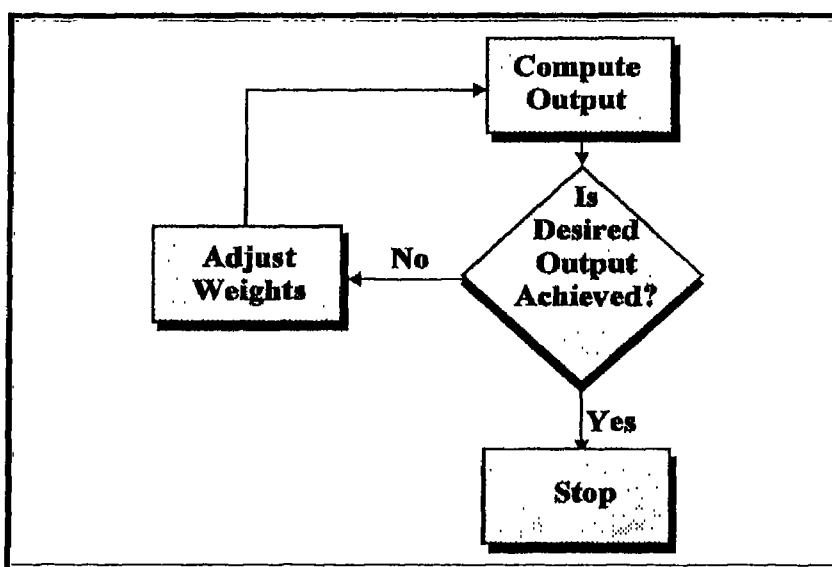 Compute
Output
Is
Desired
Output
Achieved?
No
Adjust
Weights
Yes
Stop